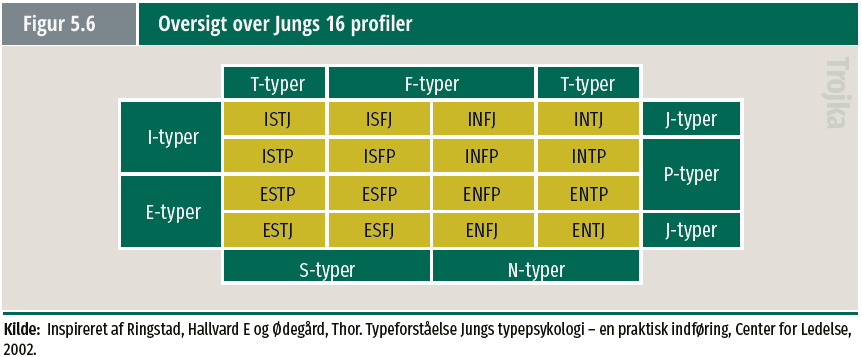 Figur 5.6 Oversigt over Jungs 16 profiler
Trojka
T-typer F-typer T-typer
I-typer
ISTJ ISFJ INFJ INTJ J-typer
ISTP ISFP INFP INTP
P-typer
E-typer
ESTP ESFP ENFP ENTP
ESTJ ESFJ ENFJ ENTJ J-typer
S-typer N-typer
Kilde: Inspireret af Ringstad, Hallvard E og Ødegård, Thor. Typeforståelse Jungs typepsykologi – en praktisk indføring, Center for Ledelse,
2002.